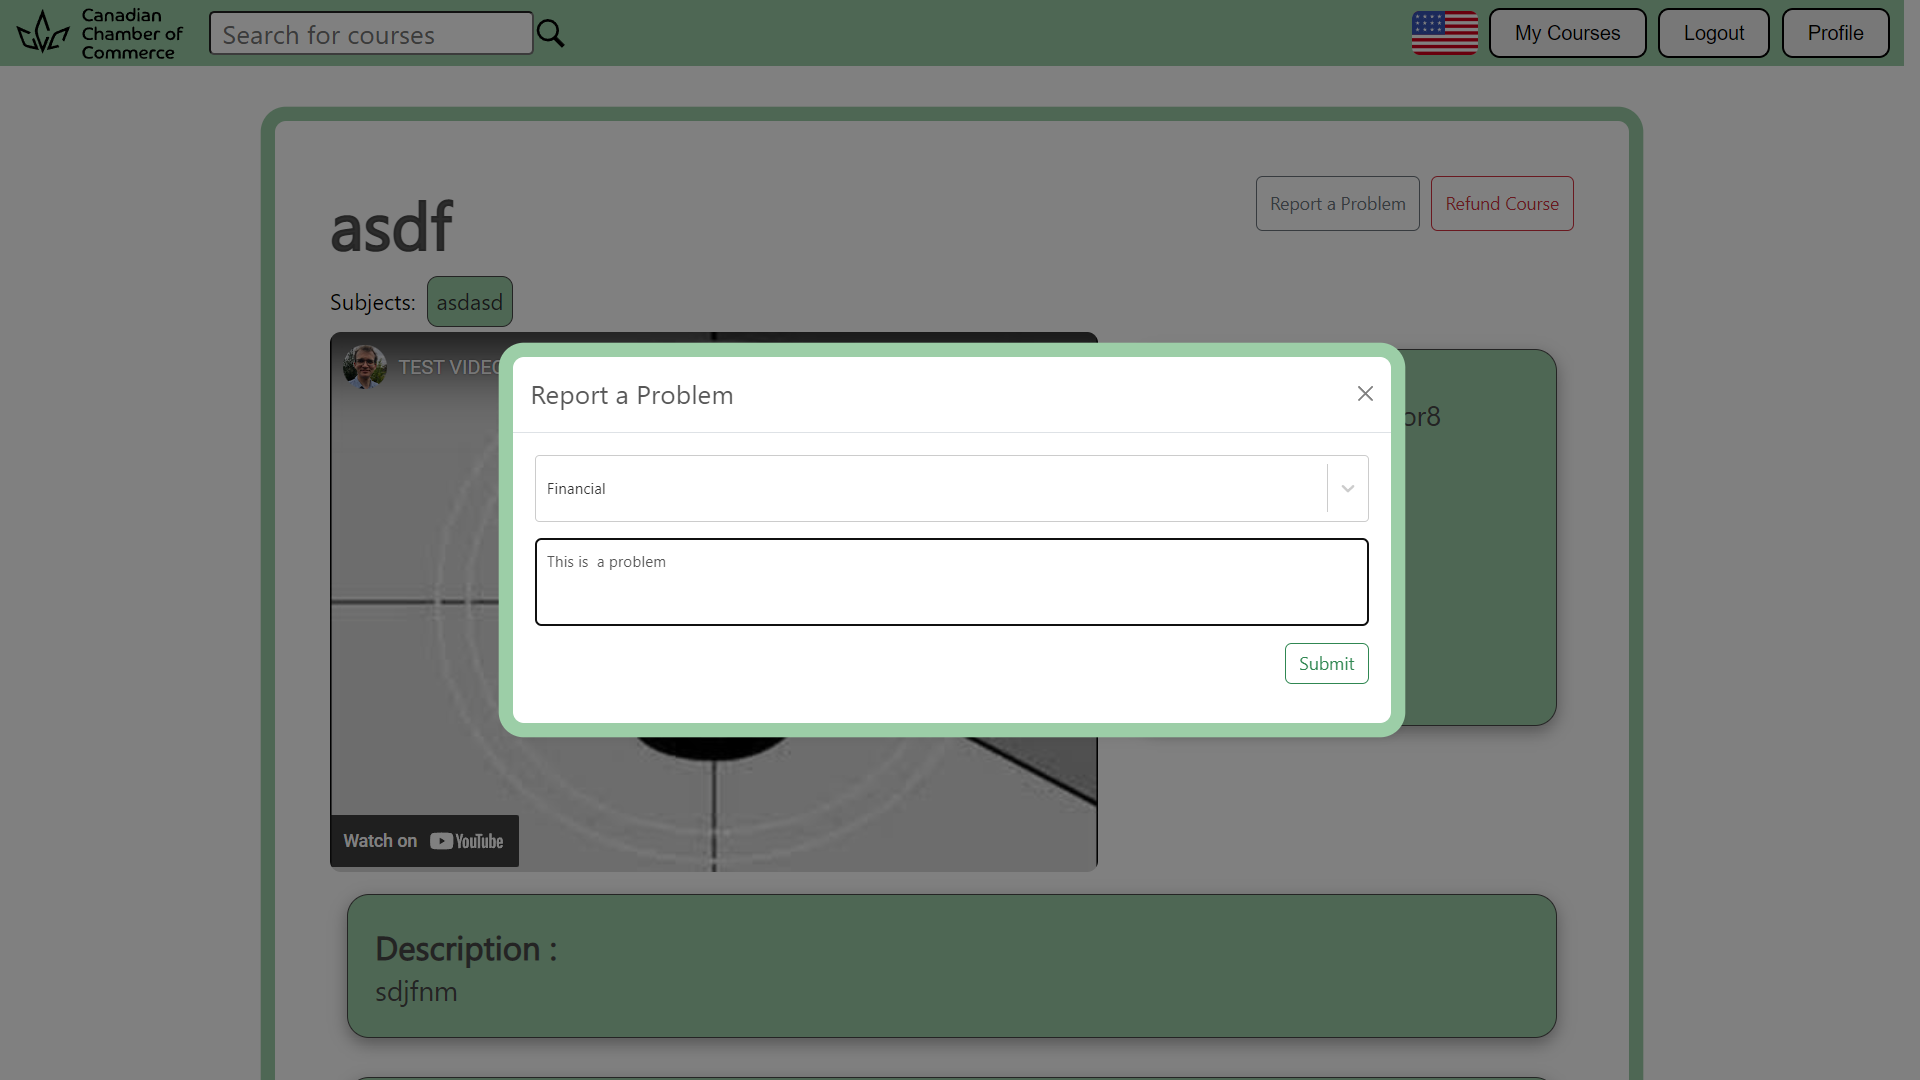 Canadian
Chamber of
Commerce
Search for courses
My Courses
Logout
Profile
asdf
Report a Problem
Refund Course
Subjects: asdasd
TEST VIDEO
or8
Report a Problem
Financial
This is  a problem
Submit
Watch on YouTube
Description :
sdjfnm